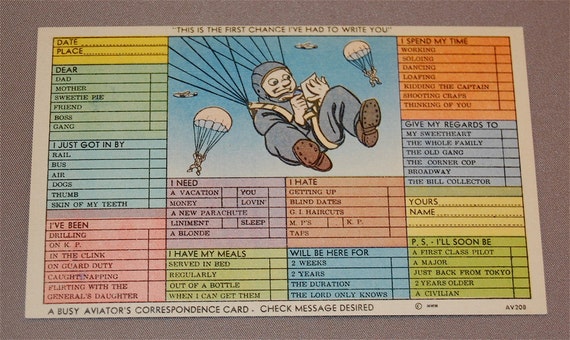 "THIS IS THE FIRST CHANCE I'VE HAD TO WRITE YOU"
DATE
PLACE
DEAR
DAD
MOTHER
SWEETIE PIE
FRIEND
BOSS
GANG
I JUST GOT IN BY
RAIL
BUS
AIR
DOGS
THUMB
SKIN OF MY TEETH
I'VE BEEN
DRILLING
ON K. P.
IN THE CLINK
ON GUARD DUTY
CAUGHT NAPPING
FLIRTING WITH THE
GENERAL'S DAUGHTER
I NEED
A VACATION YOU
MONEY LOVIN'
A NEW PARACHUTE
LINIMENT SLEEP
A BLONDE
I HATE
GETTING UP
BLIND DATES
G. I. HAIRCUTS
M. P's K. P.
TAPS
I HAVE MY MEALS
SERVED IN BED
REGULARLY
OUT OF A BOTTLE
WHEN I CAN GET THEM
WILL BE HERE FOR
2 WEEKS
2 YEARS
THE DURATION
THE LORD ONLY KNOWS
I SPEND MY TIME
WORKING
SOLOING
DANCING
LOAFING
KIDDING THE CAPTAIN
SHOOTING CRAPS
THINKING OF YOU
GIVE MY REGARDS TO
MY SWEETHEART
THE WHOLE FAMILY
THE OLD GANG
THE CORNER COP
BROADWAY
THE BILL COLLECTOR
YOURS
NAME
P. S. - I'LL SOON BE
A FIRST CLASS PILOT
A MAJOR
JUST BACK FROM TOKYO
2 YEARS OLDER
A CIVILIAN
A BUSY AVIATOR'S CORRESPONDENCE CARD - CHECK MESSAGE DESIRED
© AV208